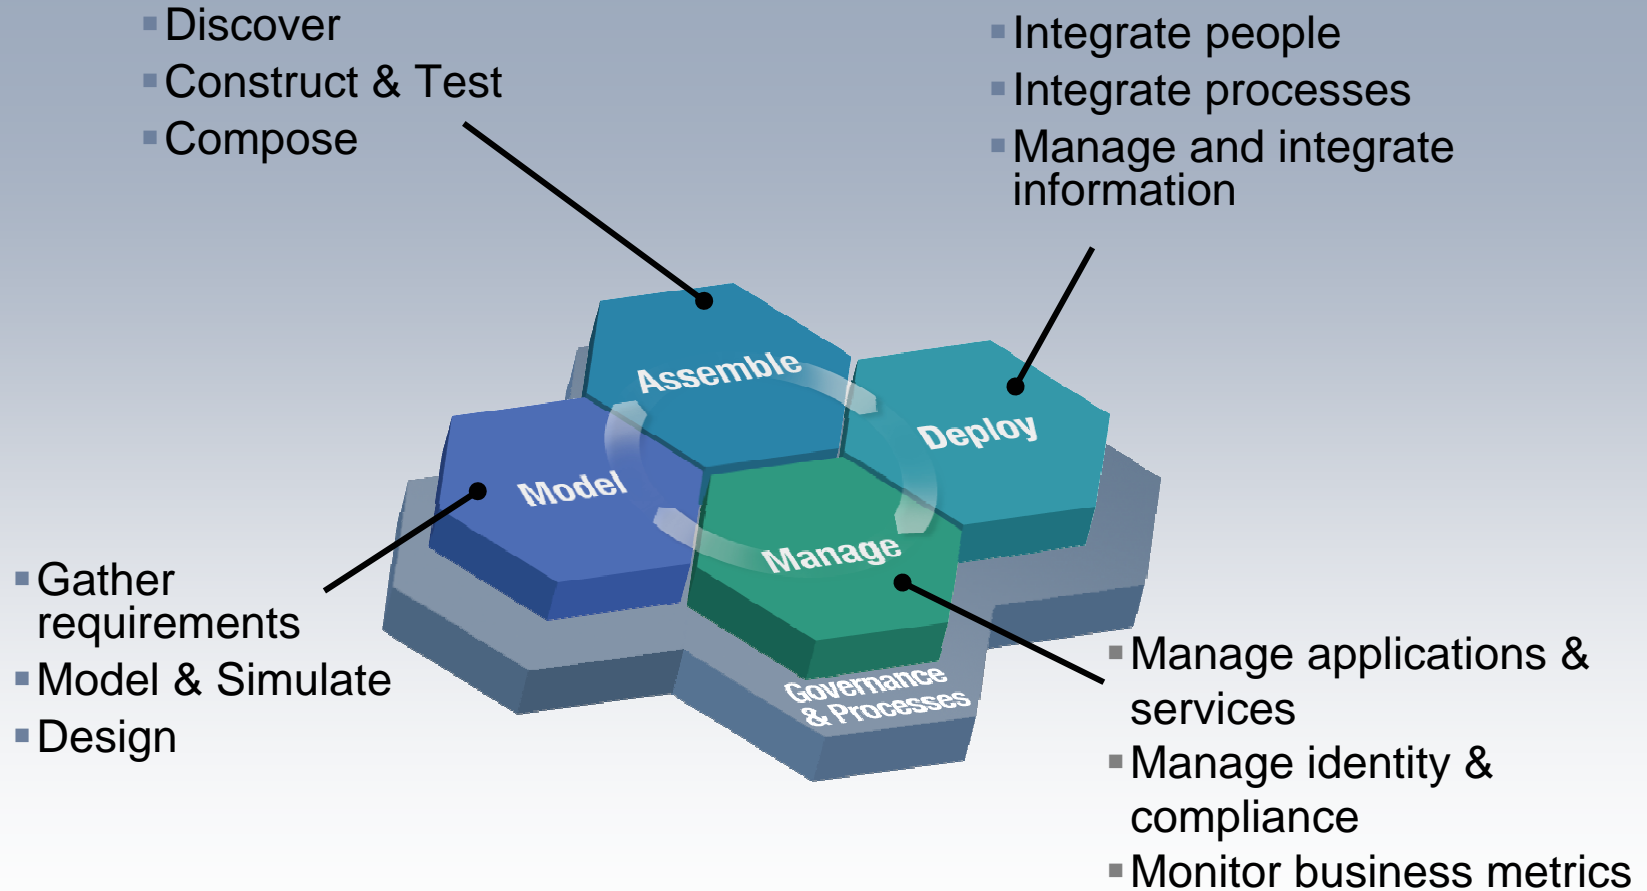 Discover
Construct & Test
Compose
Integrate people
Integrate processes
Manage and integrate
information
Assemble
Deploy
Model
Manage
Governance
& Processes
Gather
requirements
Model & Simulate
Design
Manage applications &
services
Manage identity &
compliance
Monitor business metrics